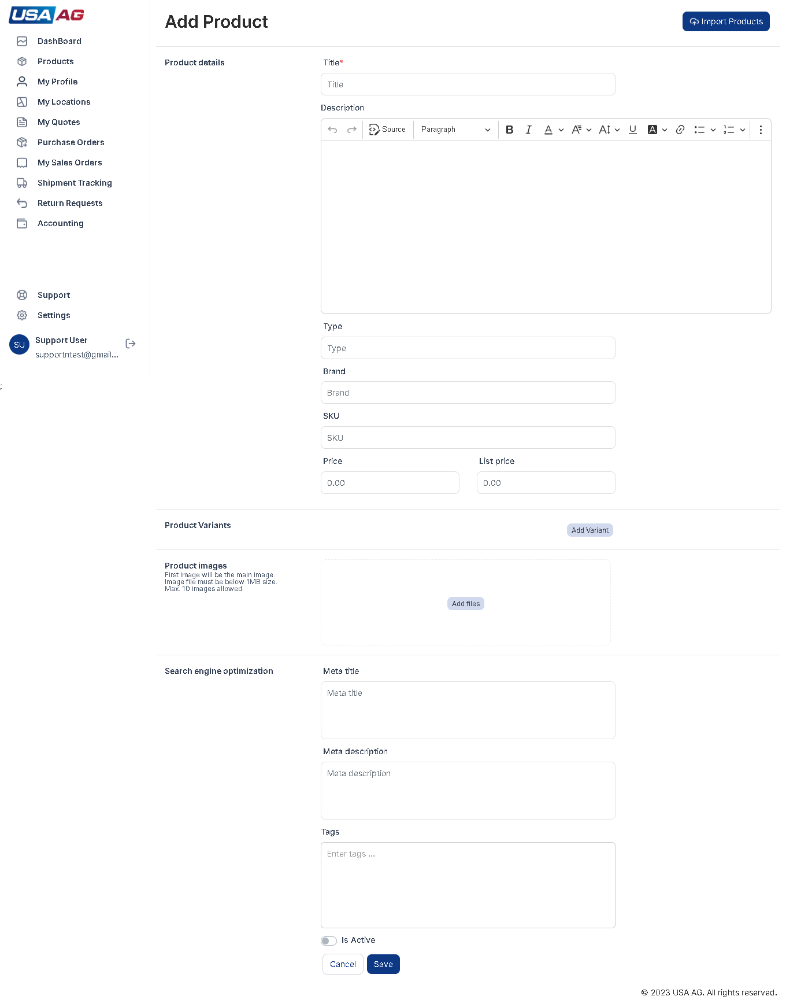 USA AG
DashBoard
Products
My Profile
My Locations
My Quotes
Purchase Orders
My Sales Orders
Shipment Tracking
Return Requests
Accounting
Support
Settings
SU
Support User
supportntest@gmail...
;
Add Product
Import Products
Product details
Title*
Title
Description
Source
Paragraph
Type
Type
Brand
Brand
SKU
SKU
Price
List price
0.00
0.00
Product Variants
Add Variant
Product images
First image will be the main image.
Image file must be below 1MB size.
Max. 10 images allowed.
Add files
Search engine optimization
Meta title
Meta title
Meta description
Meta description
Tags
Enter tags ...
Is Active
Cancel
Save
© 2023 USA AG. All rights reserved.